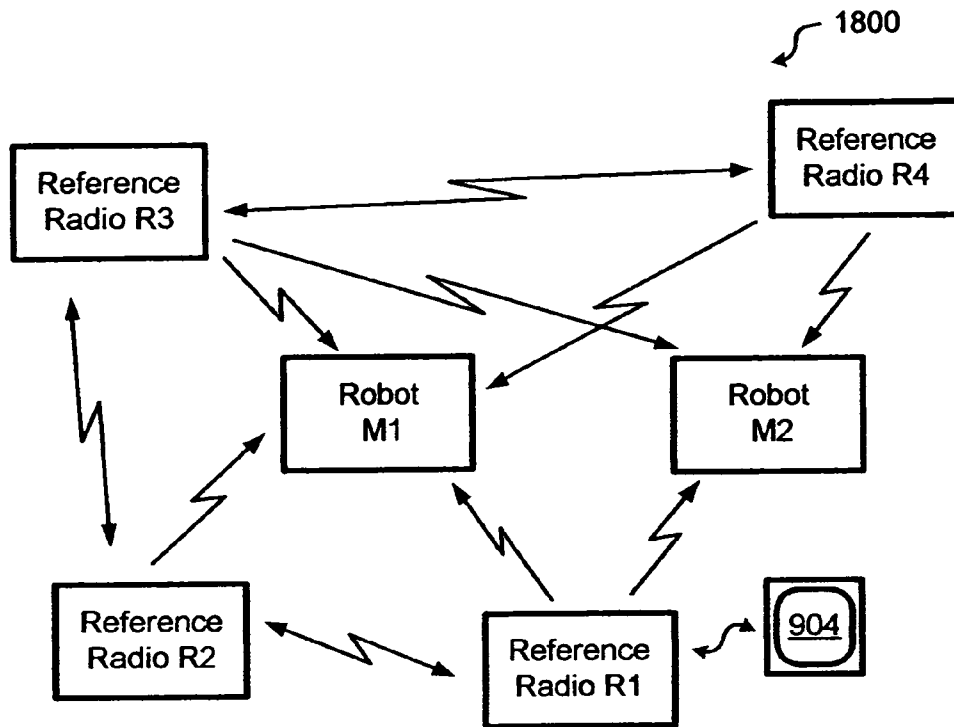 1800
Reference
Radio R4
Reference
Radio R3
Robot
M1
Robot
M2
Reference
Radio R2
Reference
Radio R1
904